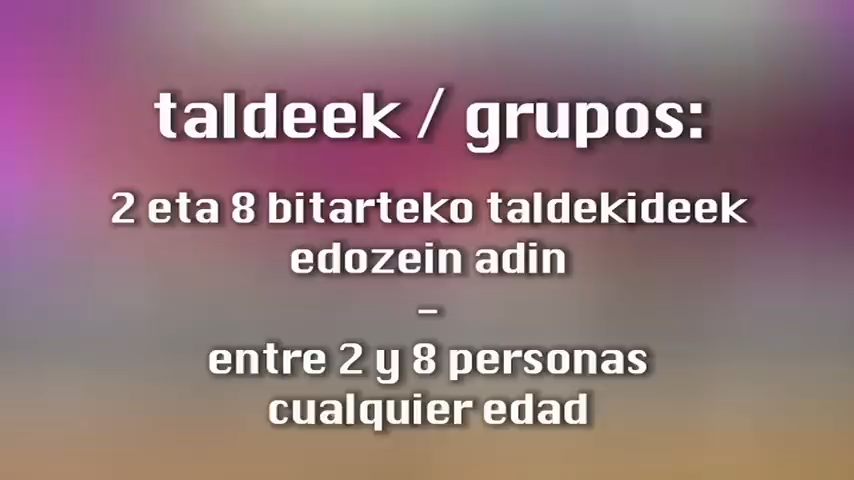 taldeek / grupos:
2 eta 8 bitarteko taldekideek
edozein adin
–
entre 2 y 8 personas
cualquier edad